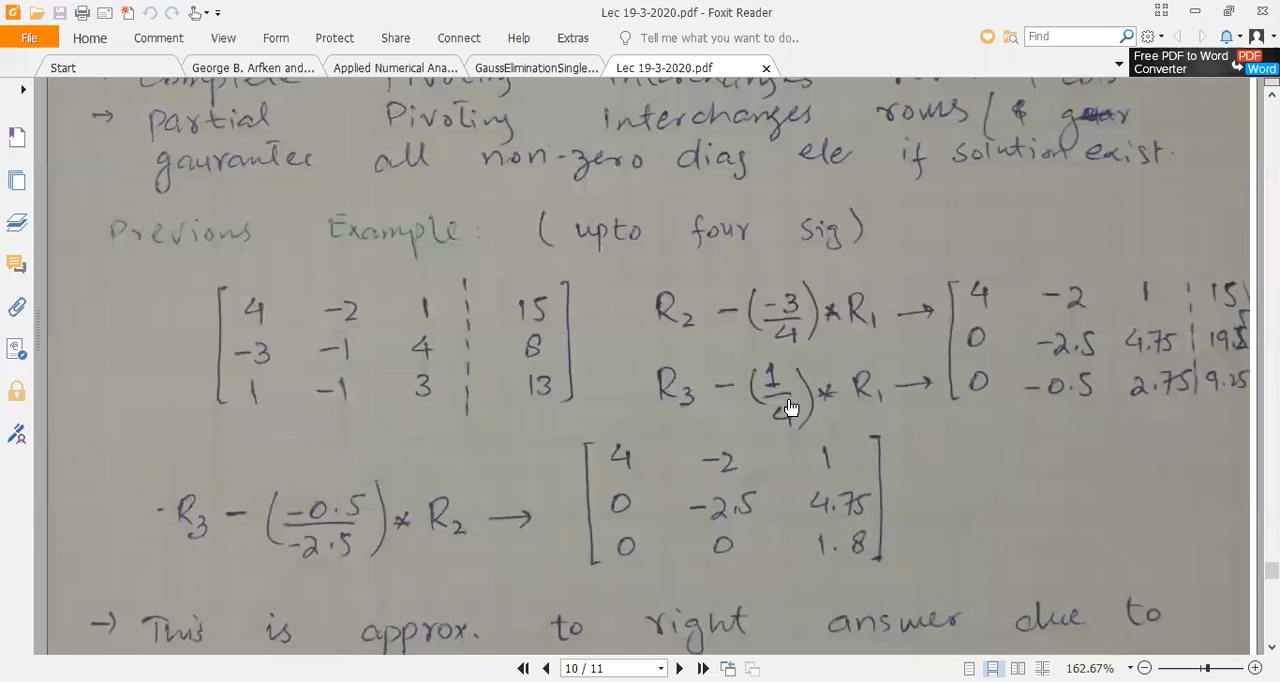 Lec 19-3-2020.pdf - Foxit Reader
File Home Comment View Form Protect Share Connect Help Extras Tell me what you want to do.. Find
Start George B. Arfken and... Applied Numerical An... GaussEliminationSingle... Lec 19-3-2020.pdf
Free PDF to Word Converter
PDF
Word
Complete Pivoting interchanges
→ Partial Pivoting interchanges rows / &
gaurantee all non-zero diag ele if solution exist.
Previous Example: (upto four sig)
[4 -2 1 | 15] R2 - (-3/4) * R1 → [4 -2 1 | 15
-3 -1 4 | 8 0 -2.5 4.75 |
1 -1 3 | 13] R3 - (1/4) * R1 → 0 -0.5 2.75 | 9.25
R3 - (-0.5/-2.5) * R2 → [4 -2 1
0 -2.5 4.75
0 0 1.8]
→ This is approx. to right answer due to
10 / 11
162.67%